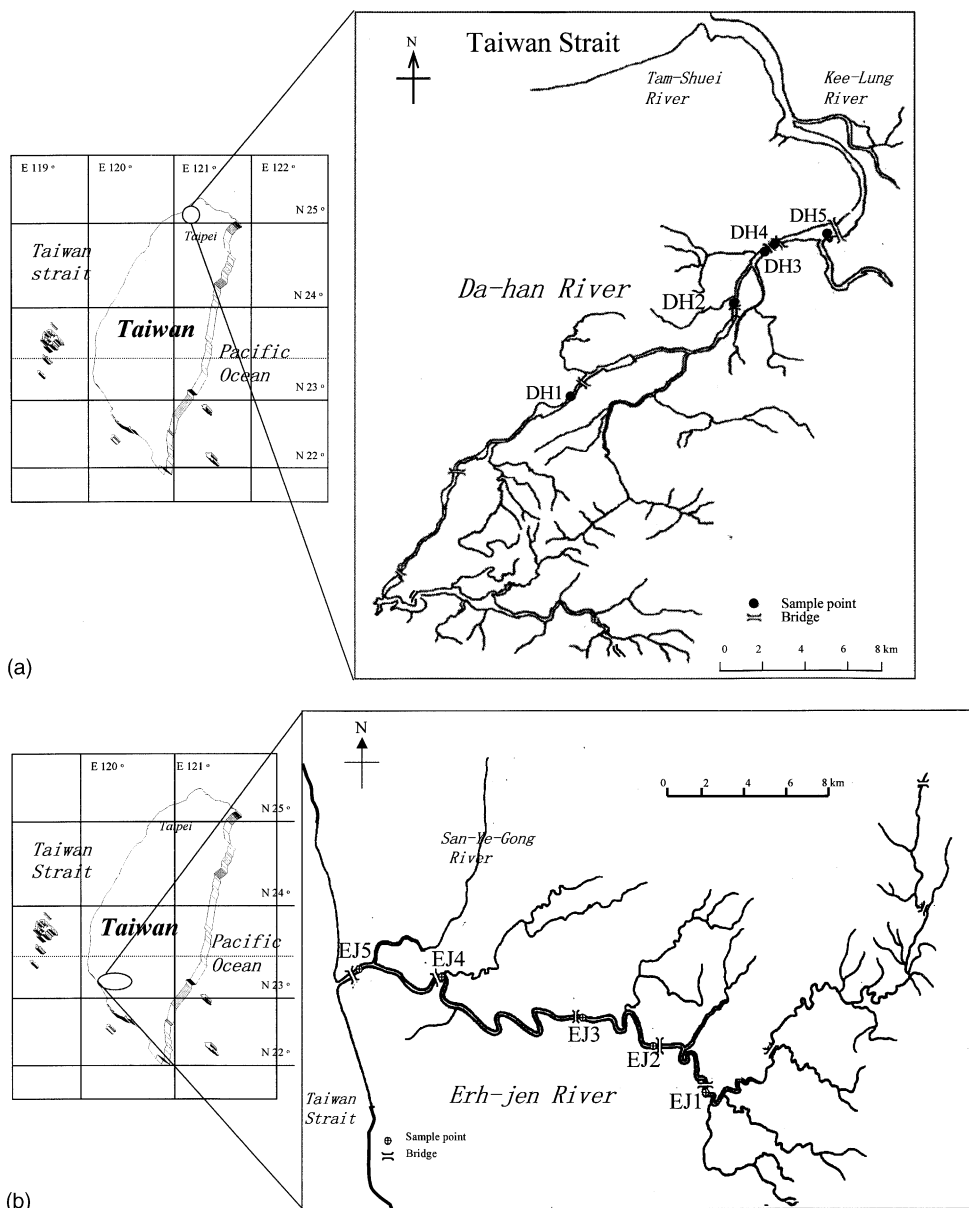 N
Taiwan Strait
Tam-Shuei
River
Kee-Lung
River
E 119 °
E 120 °
E 121 °
E 122 °
N 25 °
Taipei
Taiwan
strait
N 24 °
Taiwan
Pacific
Ocean
N 23 °
N 22 °
DH5
DH4
DH3
Da-han River
DH2
DH1
Sample point
Bridge
0 2 4 6 8 km
(a)
N
E 120 °
E 121 °
N 25 °
Taipei
Taiwan
Strait
N 24 °
Taiwan
Pacific
Ocean
N 23 °
N 22 °
0 2 4 6 8 km
San-Ye-Gong
River
EJ5
EJ4
EJ3
EJ2
EJ1
Erh-jen River
Taiwan
Strait
Sample point
Bridge
(b)